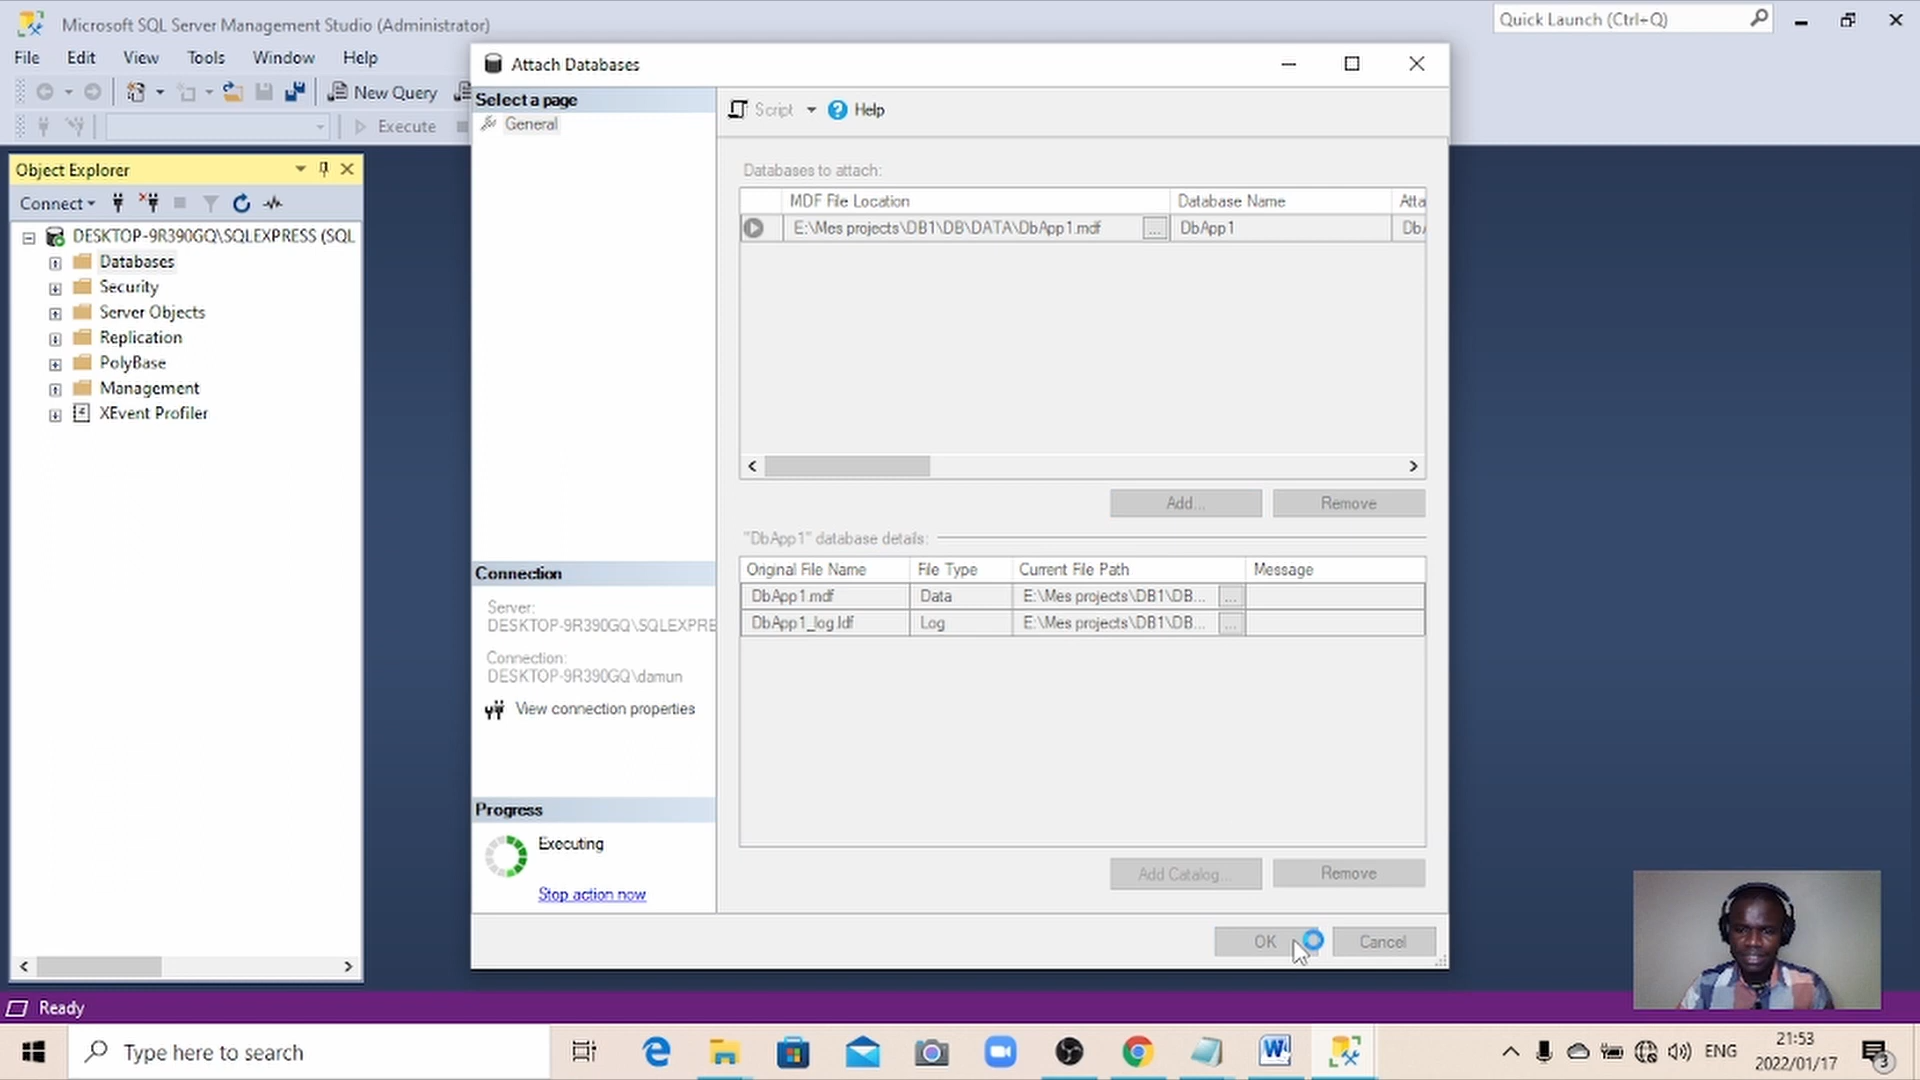 Microsoft SQL Server Management Studio (Administrator)
Quick Launch (Ctrl+Q)
File Edit View Tools Window Help
New Query
Execute
Attach Databases
Select a page
General
Script
Help
Object Explorer
Connect
DESKTOP-9R390GQ\SQLEXPRESS (SQL
Databases
Security
Server Objects
Replication
PolyBase
Management
XEvent Profiler
Databases to attach:
MDF File Location Database Name Atta
E:\Mes projects\DB1\DB\DATA\DbApp1.mdf ... DbApp1 Db
Add... Remove
"DbApp1" database details:
Original File Name File Type Current File Path Message
DbApp1.mdf Data E:\Mes projects\DB1\DB... ...
DbApp1_log.ldf Log E:\Mes projects\DB1\DB... ...
Connection
Server:
DESKTOP-9R390GQ\SQLEXPRE
Connection:
DESKTOP-9R390GQ\damun
View connection properties
Progress
Executing
Stop action now
Add Catalog... Remove
OK Cancel
Ready
Type here to search
ENG
21:53
2022/01/17
3